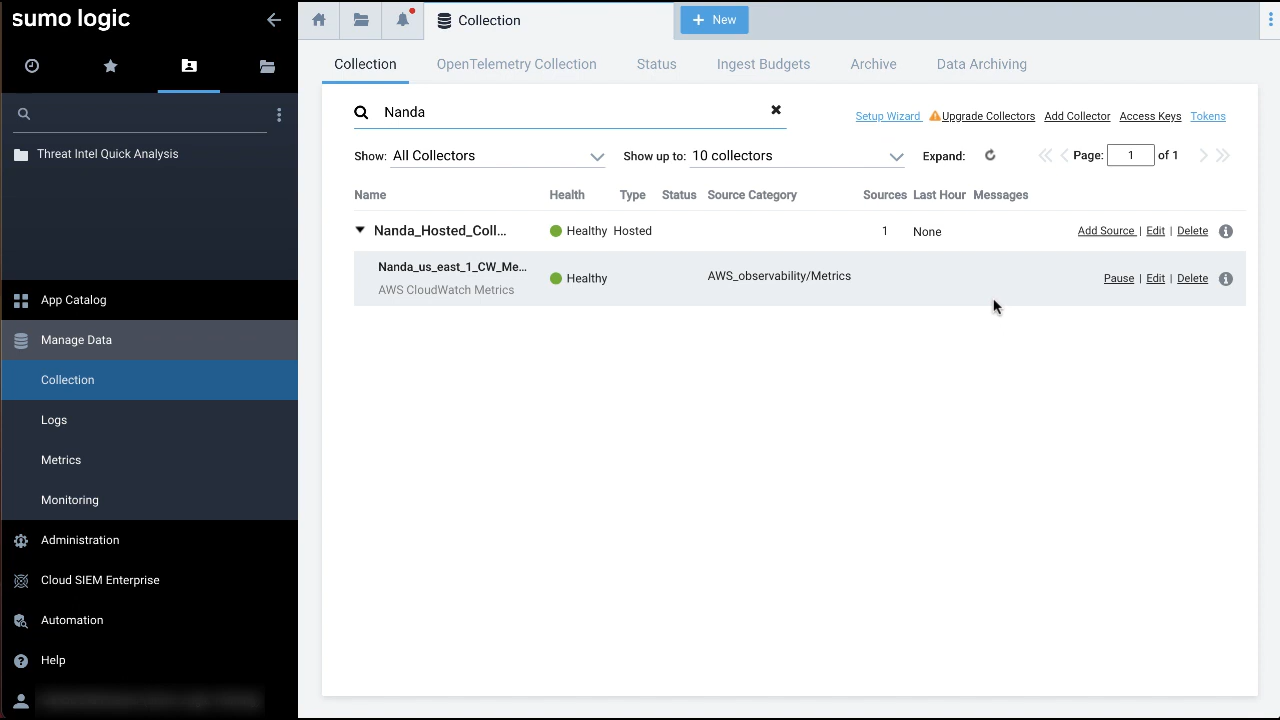 sumo logic
Threat Intel Quick Analysis
App Catalog
Manage Data
Collection
Logs
Metrics
Monitoring
Administration
Cloud SIEM Enterprise
Automation
Help
Collection
+ New
Collection OpenTelemetry Collection Status Ingest Budgets Archive Data Archiving
Nanda
Setup Wizard Upgrade Collectors Add Collector Access Keys Tokens
Show: All Collectors Show up to: 10 collectors Expand: Page: 1 of 1
Name Health Type Status Source Category Sources Last Hour Messages
Nanda_Hosted_Coll... Healthy Hosted 1 None Add Source | Edit | Delete
Nanda_us_east_1_CW_Me... Healthy AWS_observability/Metrics Pause | Edit | Delete
AWS CloudWatch Metrics